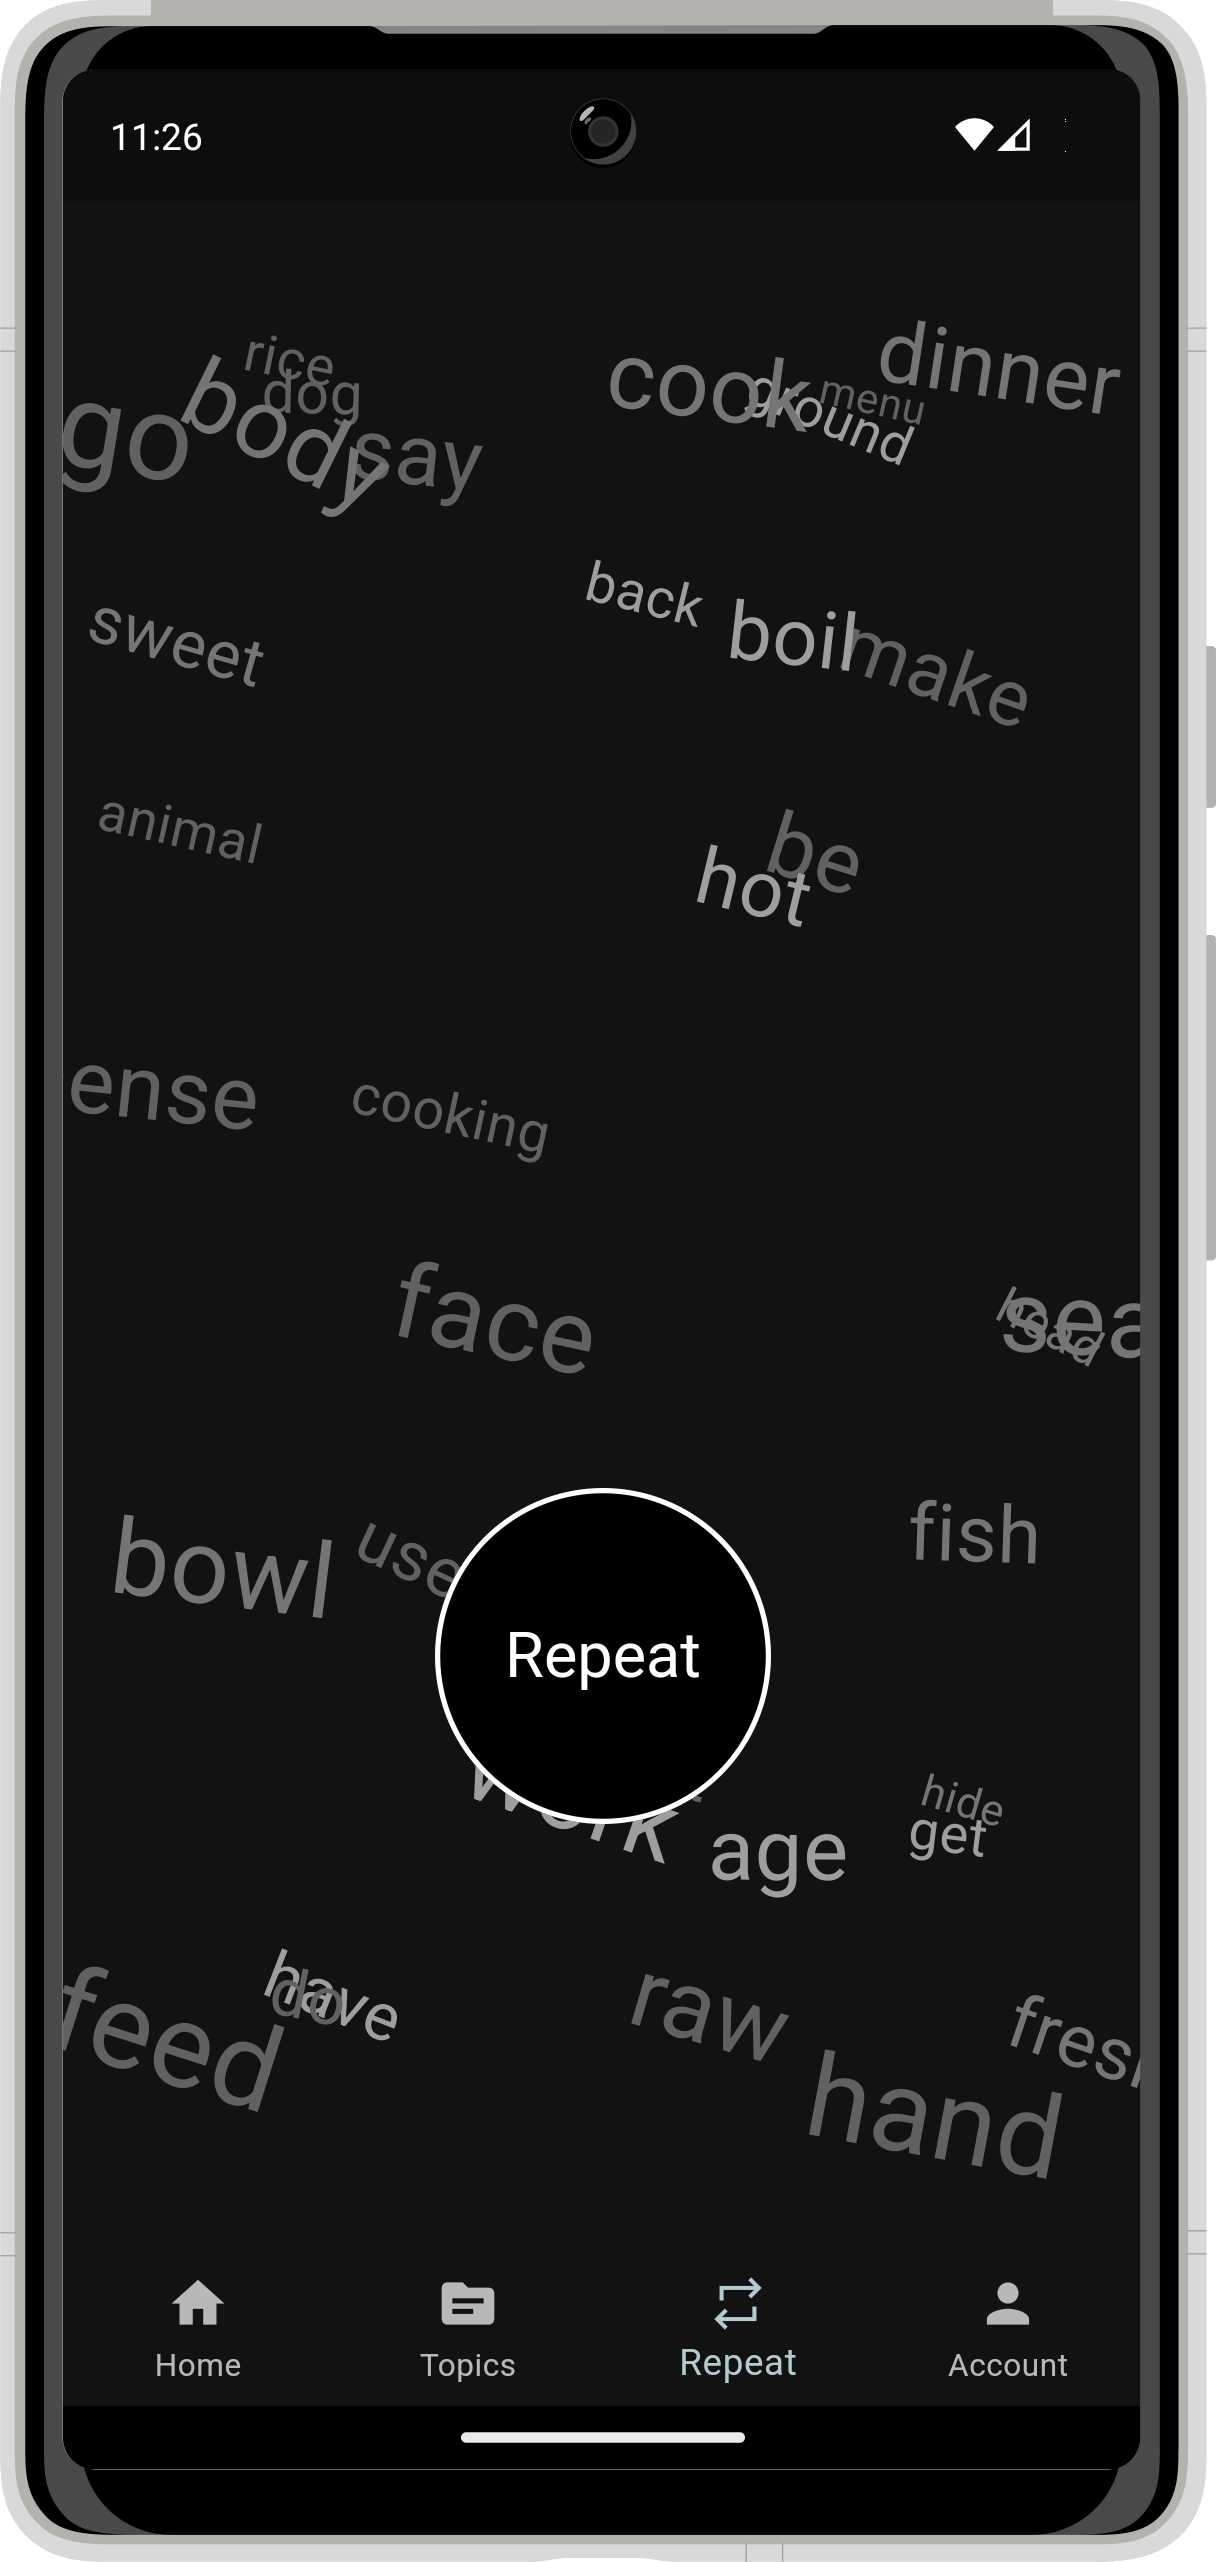 11:26
rice
dog
go
body
say
cook
ground
menu
dinner
sweet
back
boil
make
animal
be
hot
ense
cooking
face
head
sea
bowl
use
fish
Repeat
work
age
hide
get
feed
have
do
raw
hand
fresh
Home
Topics
Repeat
Account